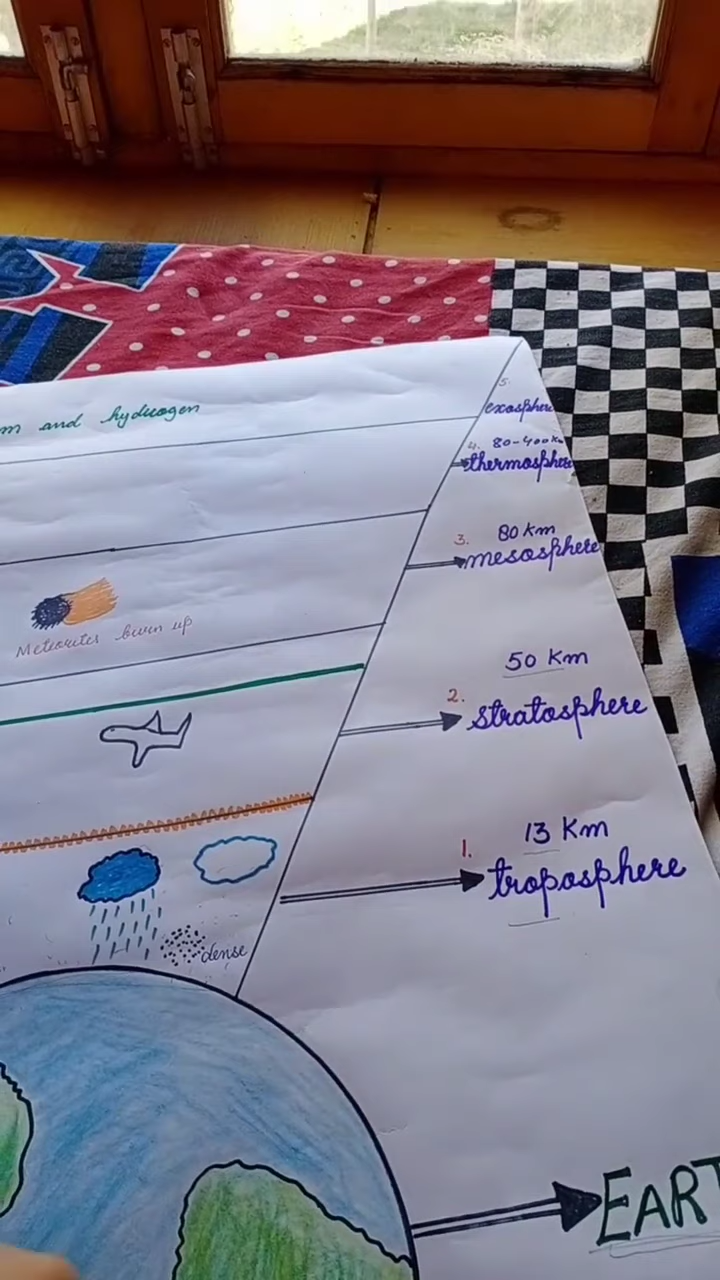 5.
exosphere
m and hydrogen
4. 80-400 Km
thermosphere
3. 80 Km
mesosphere
Meteorites burn up
50 Km
2. stratosphere
13 Km
1. troposphere
dense
EART